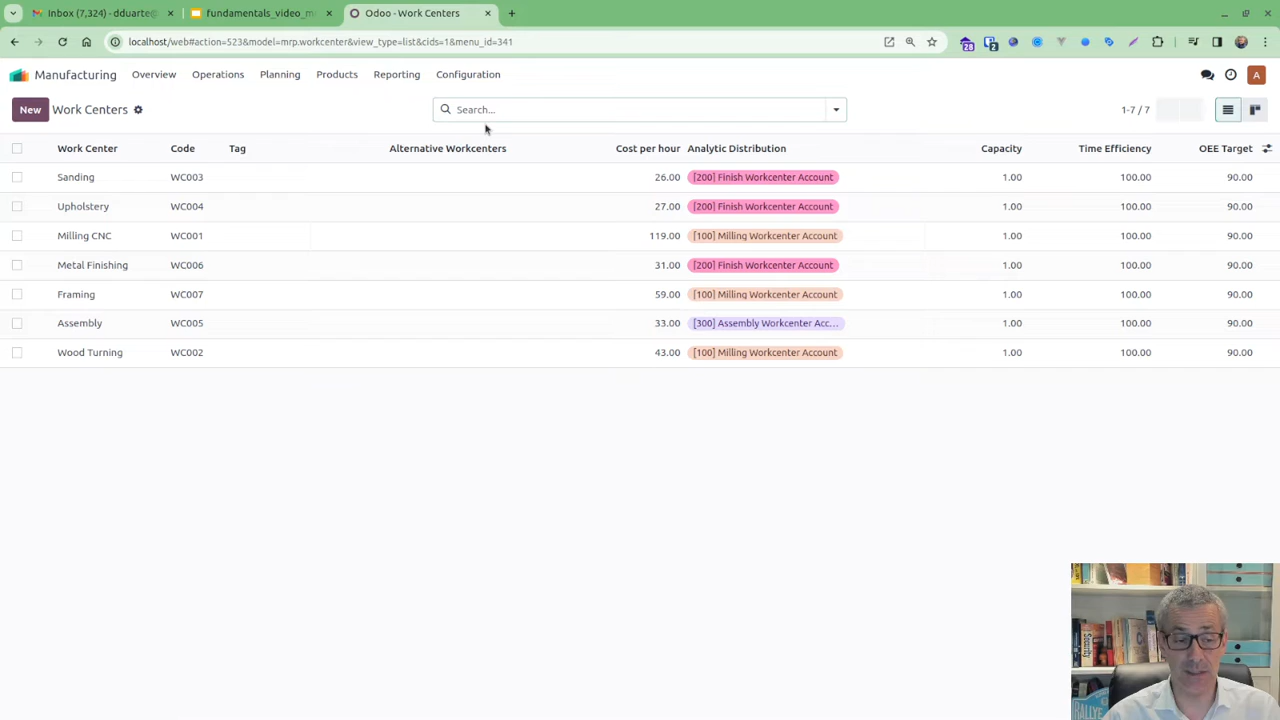 Inbox (7,324) - dduarte@
fundamentals_video_m
Odoo - Work Centers
localhost/web#action=523&model=mrp.workcenter&view_type=list&cids=1&menu_id=341
Manufacturing Overview Operations Planning Products Reporting Configuration A
New Work Centers Search... 1-7 / 7
Work Center Code Tag Alternative Workcenters Cost per hour Analytic Distribution Capacity Time Efficiency OEE Target
Sanding WC003 26.00 [200] Finish Workcenter Account 1.00 100.00 90.00
Upholstery WC004 27.00 [200] Finish Workcenter Account 1.00 100.00 90.00
Milling CNC WC001 119.00 [100] Milling Workcenter Account 1.00 100.00 90.00
Metal Finishing WC006 31.00 [200] Finish Workcenter Account 1.00 100.00 90.00
Framing WC007 59.00 [100] Milling Workcenter Account 1.00 100.00 90.00
Assembly WC005 33.00 [300] Assembly Workcenter Acc... 1.00 100.00 90.00
Wood Turning WC002 43.00 [100] Milling Workcenter Account 1.00 100.00 90.00
Security
RALLYE